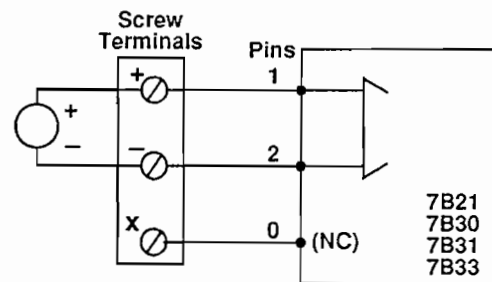 Screw
Terminals
Pins
+
1
+
−
−
2
X
0
(NC)
7B21
7B30
7B31
7B33